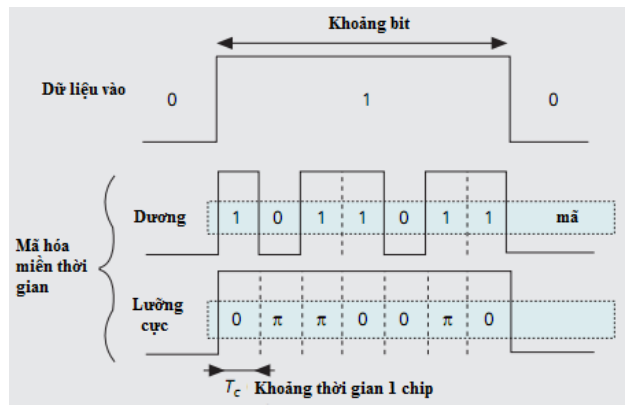 Khoảng bit
Dữ liệu vào 0 1 0
Dương 1 0 1 1 0 1 1 mã
Mã hóa
miền thời
gian
Lưỡng
cực
0 π π 0 0 π 0
Tc Khoảng thời gian 1 chip